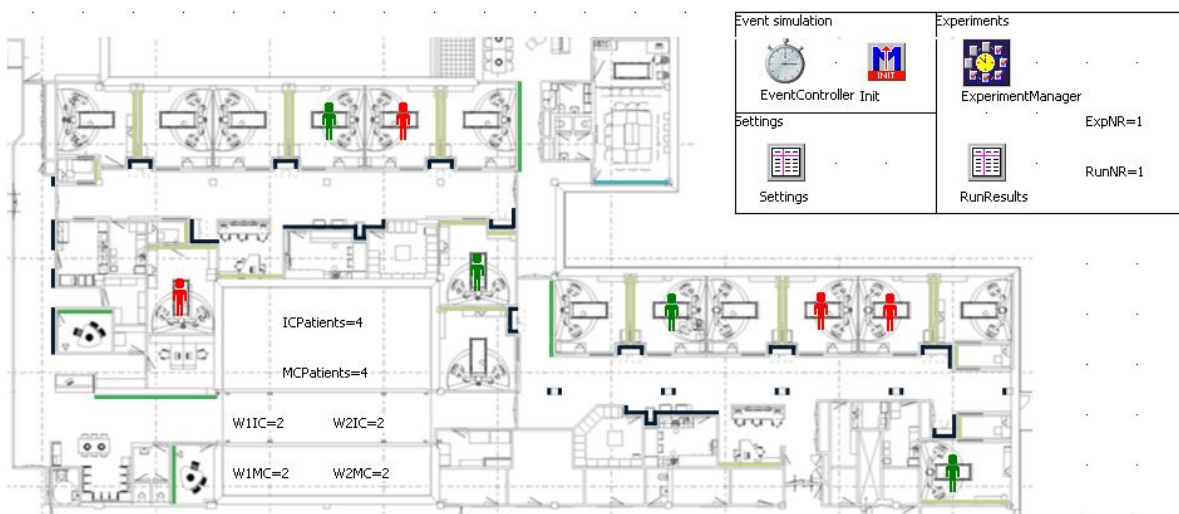 Event simulation
Experiments
INIT
EventController Init
ExperimentManager
Settings
ExpNR=1
RunNR=1
Settings
RunResults
ICPatients=4
MCPatients=4
W1IC=2 W2IC=2
W1MC=2 W2MC=2